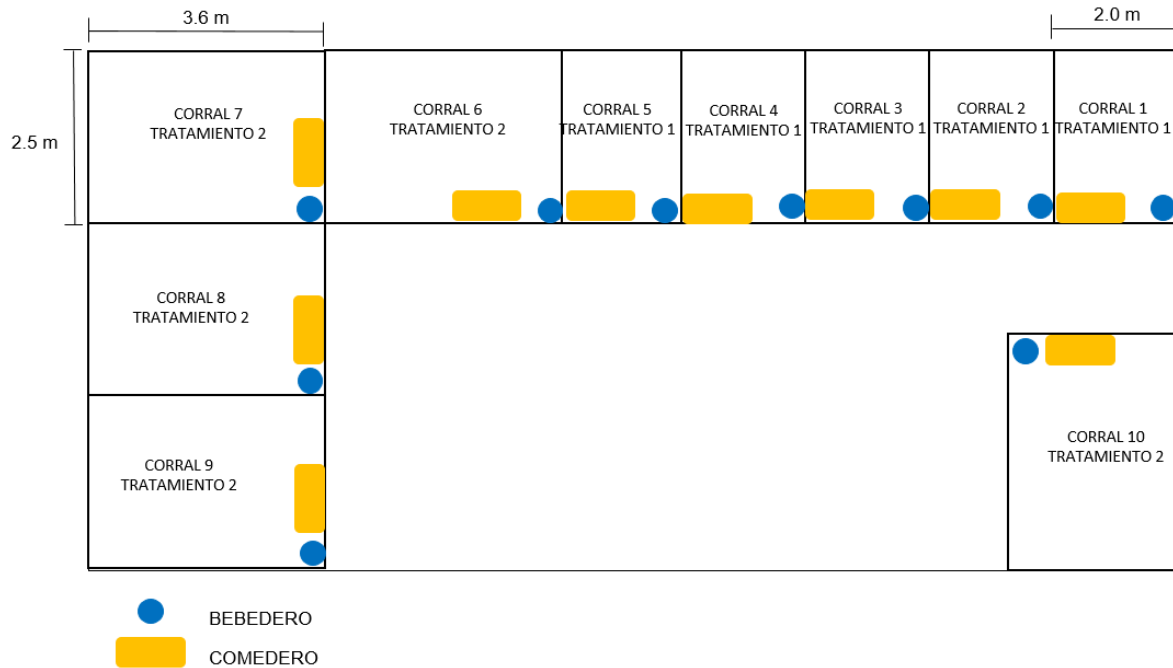 3.6 m
2.0 m
2.5 m
CORRAL 7
TRATAMIENTO 2
CORRAL 6
TRATAMIENTO 2
CORRAL 5
TRATAMIENTO 1
CORRAL 4
TRATAMIENTO 1
CORRAL 3
TRATAMIENTO 1
CORRAL 2
TRATAMIENTO 1
CORRAL 1
TRATAMIENTO 1
CORRAL 8
TRATAMIENTO 2
CORRAL 9
TRATAMIENTO 2
CORRAL 10
TRATAMIENTO 2
BEBEDERO
COMEDERO